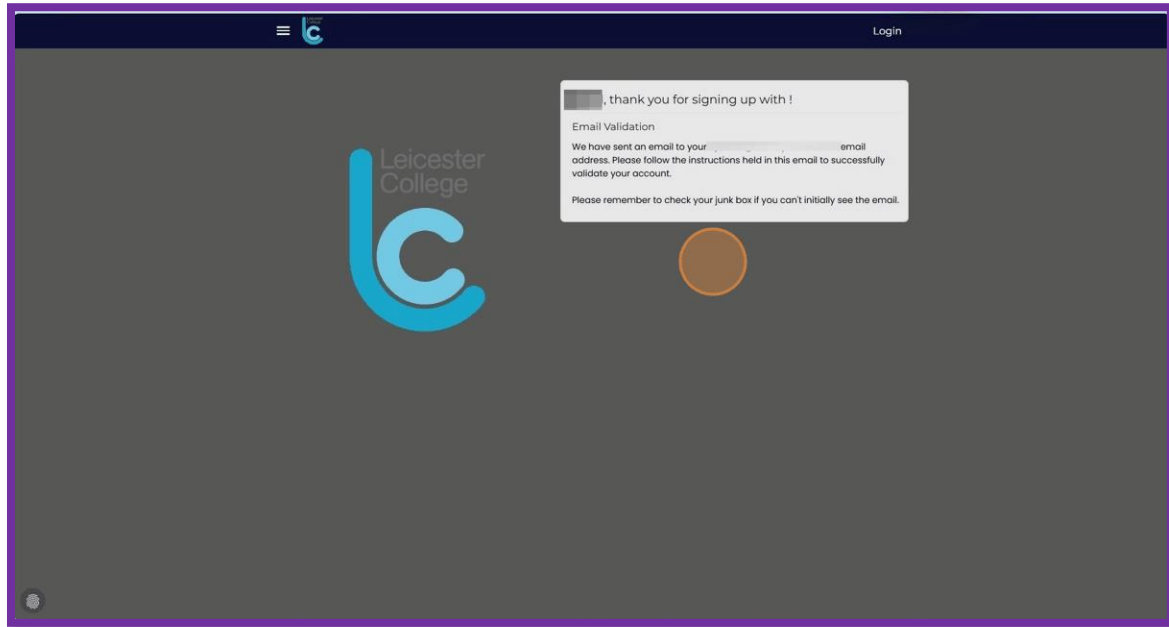 Leicester
College
Login
, thank you for signing up with !
Email Validation
We have sent an email to your email
address. Please follow the instructions held in this email to successfully
validate your account.
Please remember to check your junk box if you can't initially see the email.
Leicester
College